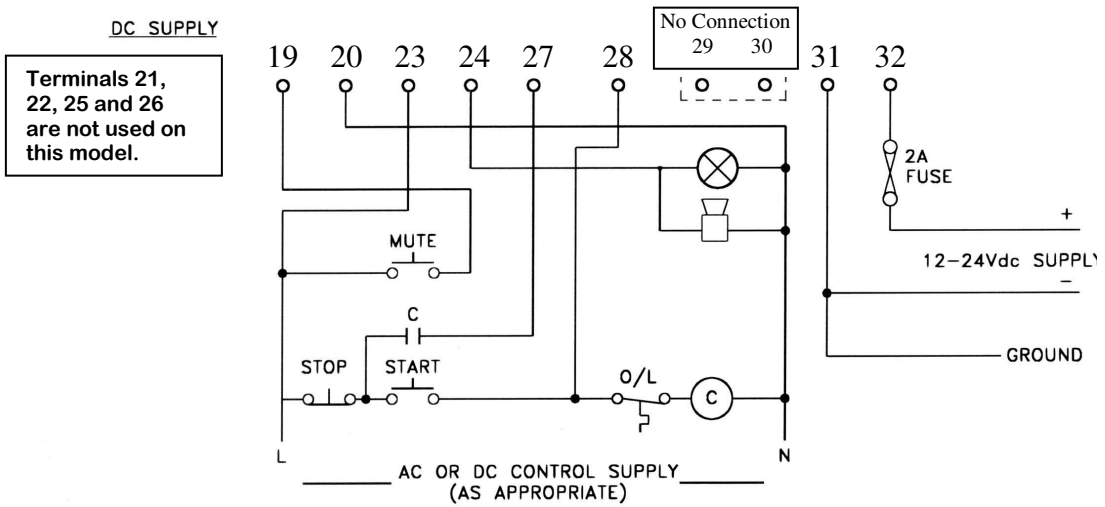 DC SUPPLY
Terminals 21,
22, 25 and 26
are not used on
this model.
No Connection
29 30
19 20 23 24 27 28 31 32
2A
FUSE
+
12-24Vdc SUPPLY
-
GROUND
MUTE
C
STOP START
O/L
C
L N
AC OR DC CONTROL SUPPLY
(AS APPROPRIATE)